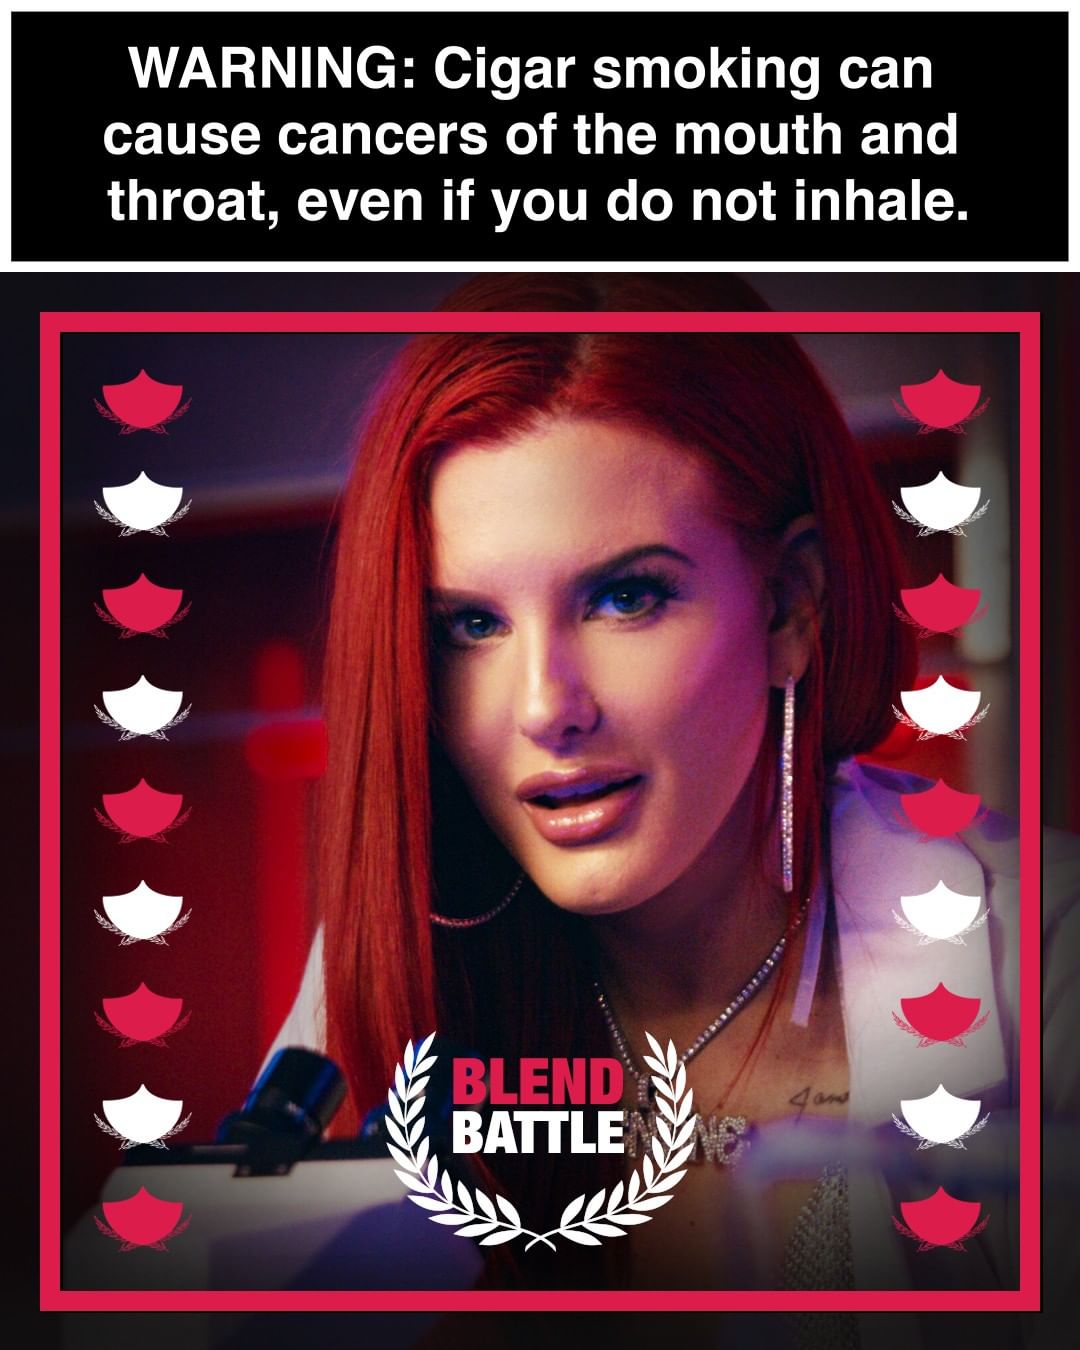 WARNING: Cigar smoking can
cause cancers of the mouth and
throat, even if you do not inhale.
BLEND
BATTLE